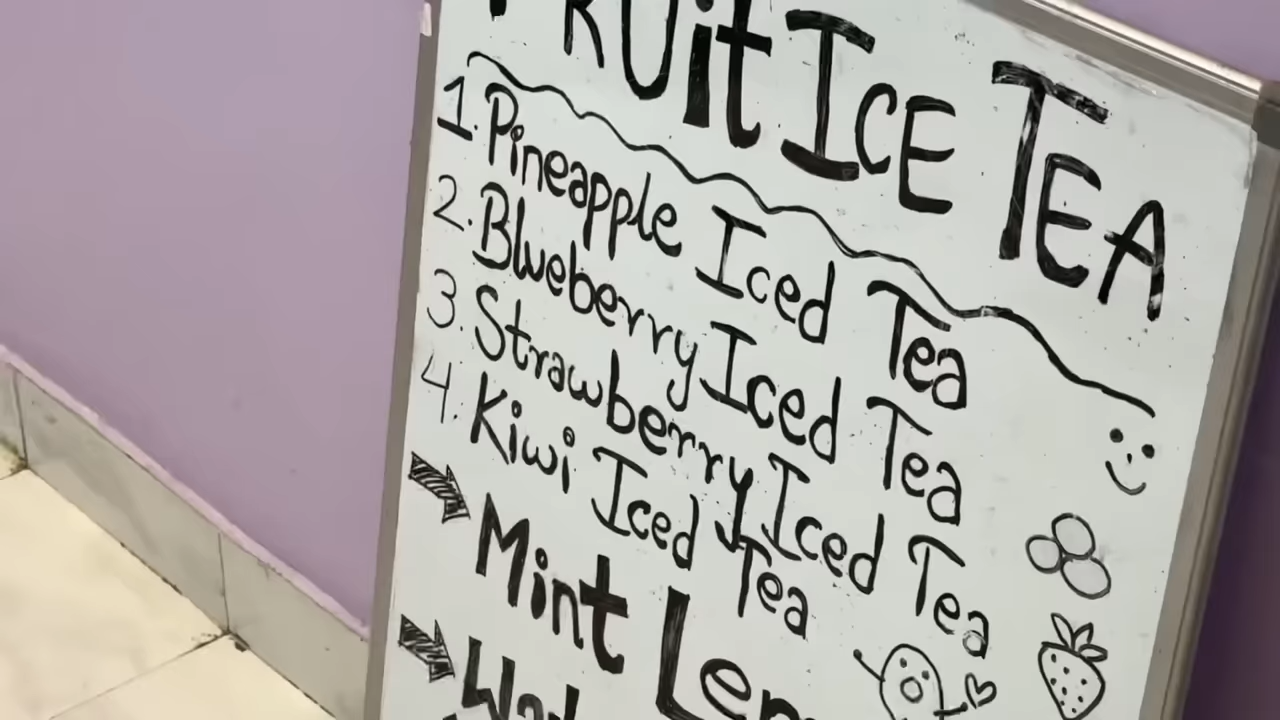 FRUit ICE TEA
1. Pineapple Iced Tea
2. Blueberry Iced Tea
3. Strawberry Iced Tea
4. Kiwi Iced Tea
Mint